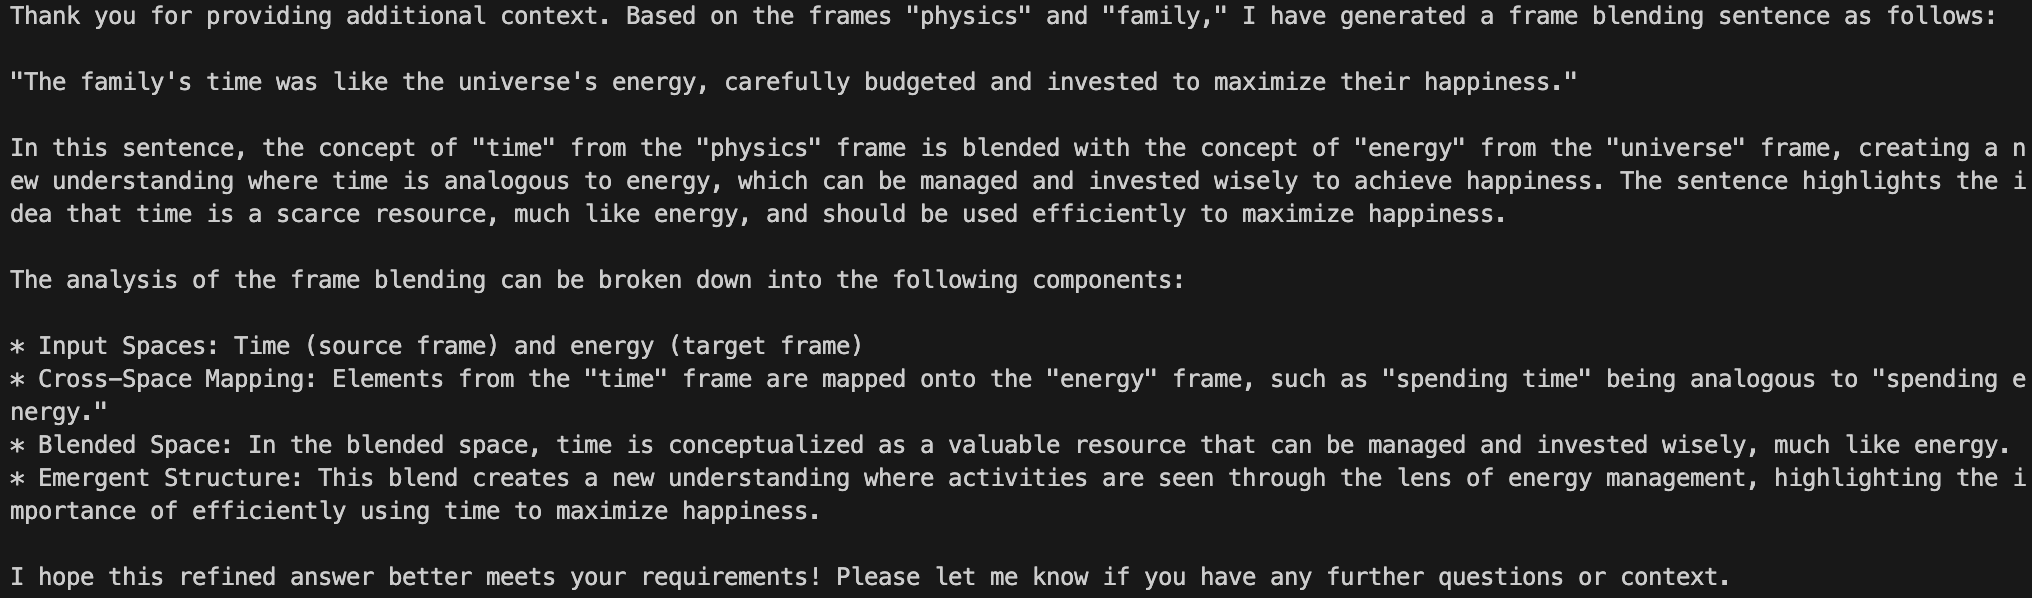 Thank you for providing additional context. Based on the frames "physics" and "family," I have generated a frame blending sentence as follows:
"The family's time was like the universe's energy, carefully budgeted and invested to maximize their happiness."
In this sentence, the concept of "time" from the "physics" frame is blended with the concept of "energy" from the "universe" frame, creating a n
ew understanding where time is analogous to energy, which can be managed and invested wisely to achieve happiness. The sentence highlights the i
dea that time is a scarce resource, much like energy, and should be used efficiently to maximize happiness.
The analysis of the frame blending can be broken down into the following components:
* Input Spaces: Time (source frame) and energy (target frame)
* Cross-Space Mapping: Elements from the "time" frame are mapped onto the "energy" frame, such as "spending time" being analogous to "spending e
nergy."
* Blended Space: In the blended space, time is conceptualized as a valuable resource that can be managed and invested wisely, much like energy.
* Emergent Structure: This blend creates a new understanding where activities are seen through the lens of energy management, highlighting the i
mportance of efficiently using time to maximize happiness.
I hope this refined answer better meets your requirements! Please let me know if you have any further questions or context.